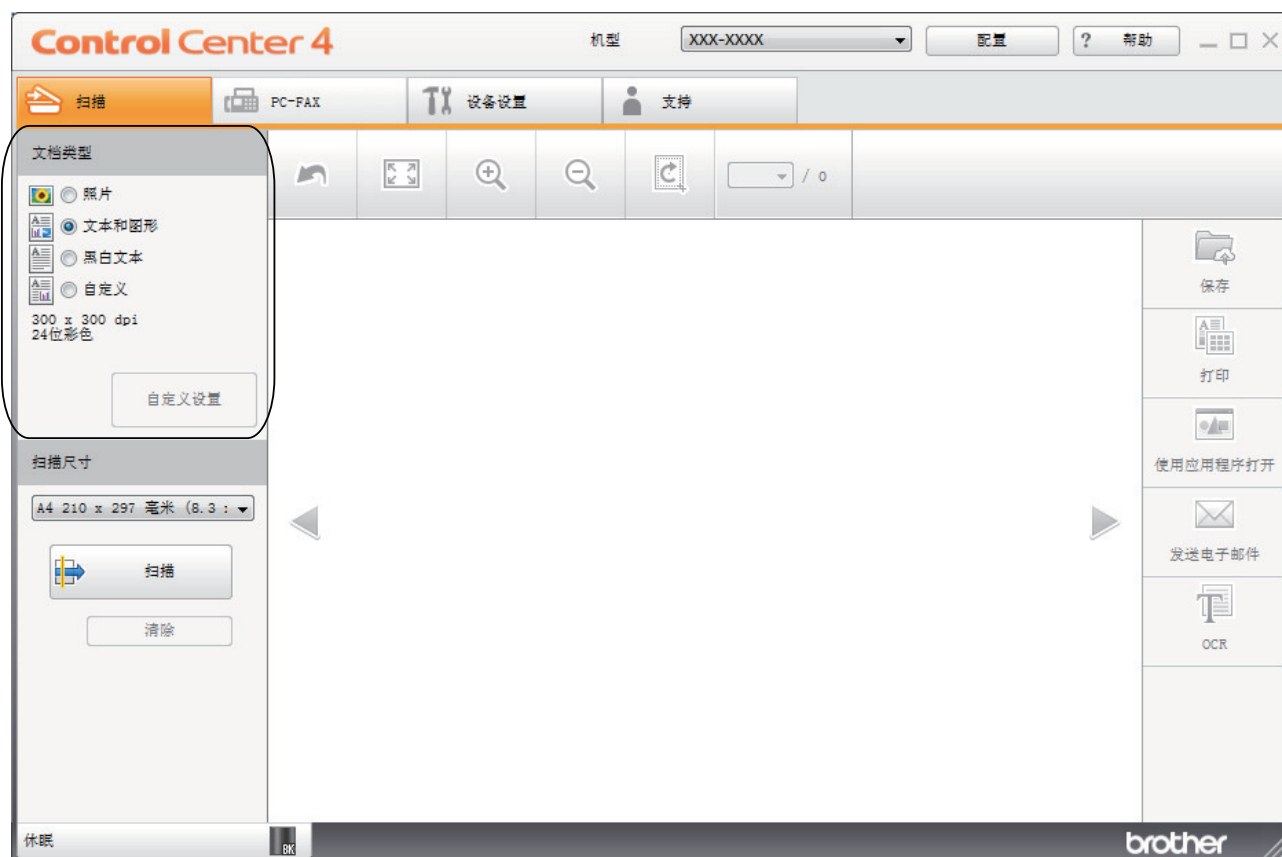 Control Center 4
机型
XXX-XXXX
配置
? 帮助
扫描
PC-FAX
设备设置
支持
文档类型
照片
文本和图形
黑白文本
自定义
300 x 300 dpi
24位彩色
自定义设置
/ 0
扫描尺寸
A4 210 x 297 毫米 (8.3 :
扫描
清除
保存
打印
使用应用程序打开
发送电子邮件
OCR
休眠
BK
brother